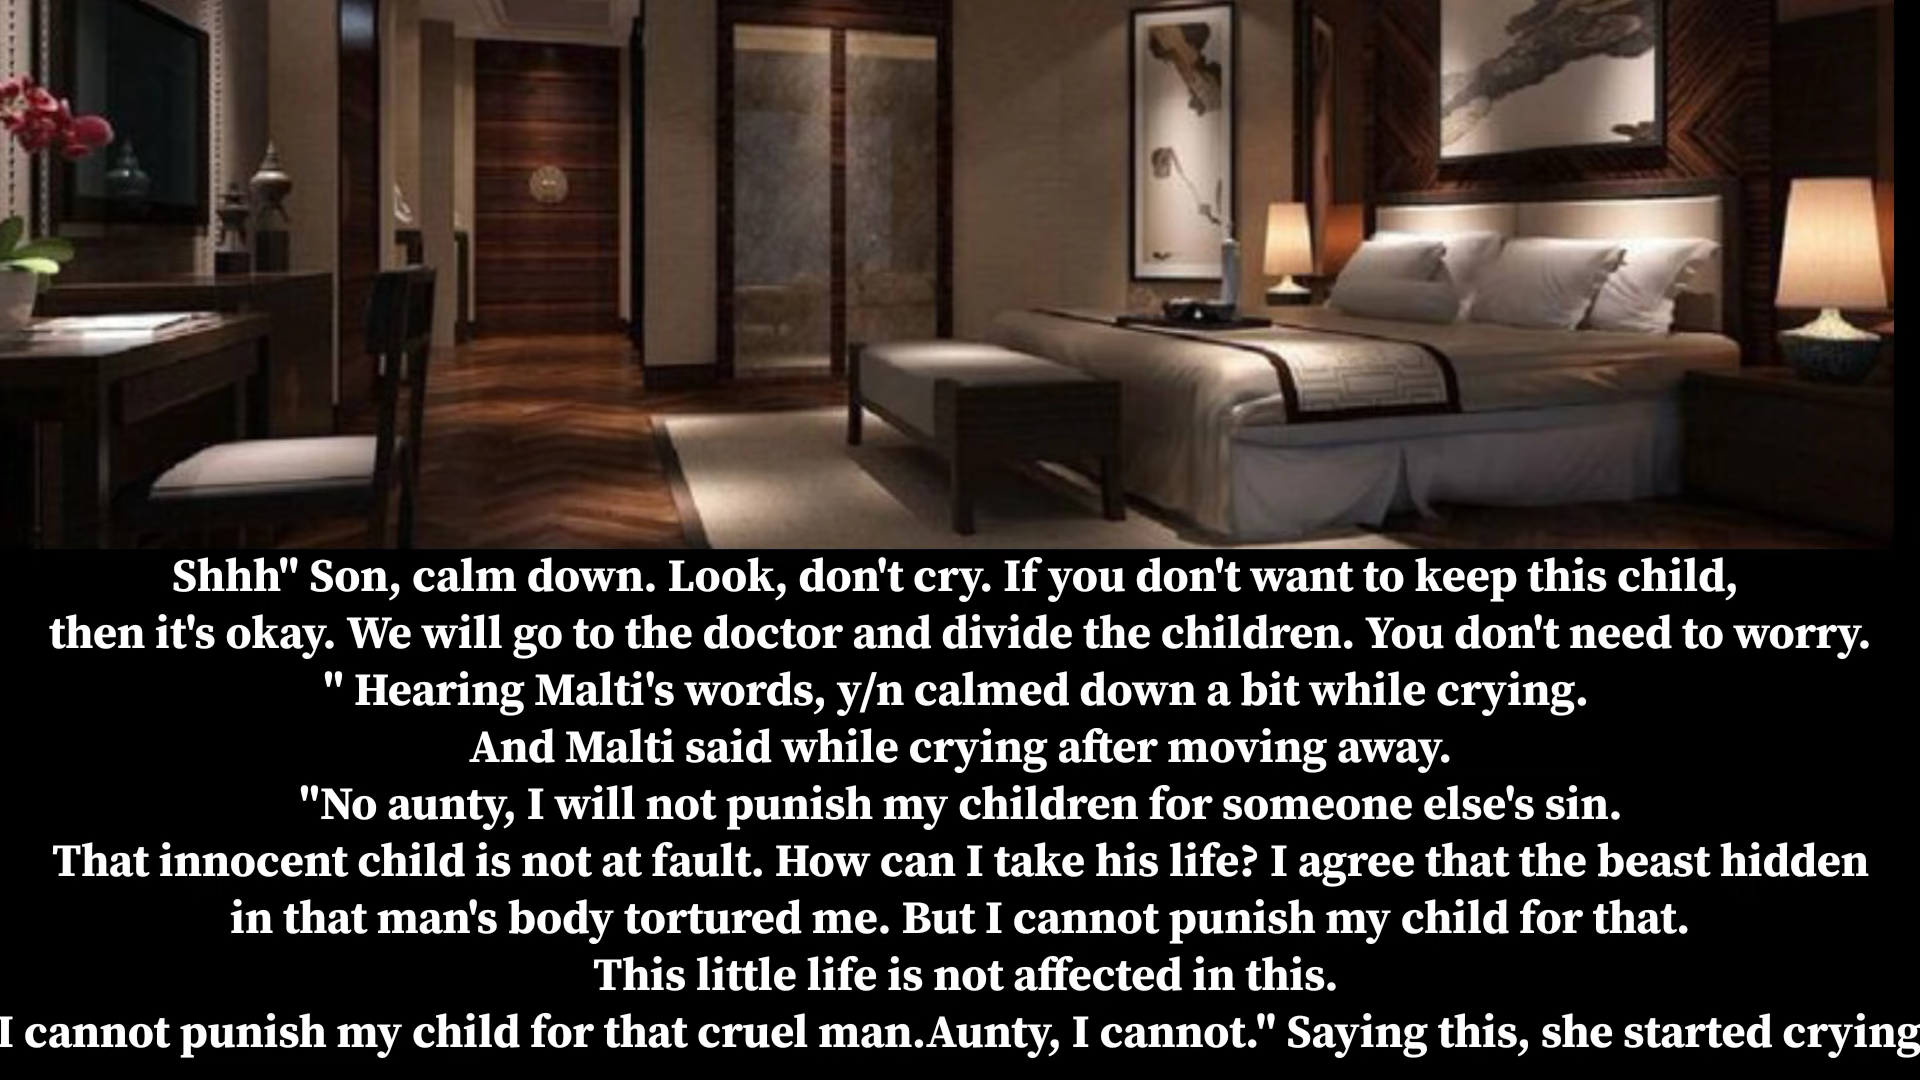 Shhh" Son, calm down. Look, don't cry. If you don't want to keep this child,
then it's okay. We will go to the doctor and divide the children. You don't need to worry.
" Hearing Malti's words, y/n calmed down a bit while crying.
And Malti said while crying after moving away.
"No aunty, I will not punish my children for someone else's sin.
That innocent child is not at fault. How can I take his life? I agree that the beast hidden
in that man's body tortured me. But I cannot punish my child for that.
This little life is not affected in this.
I cannot punish my child for that cruel man.Aunty, I cannot." Saying this, she started crying